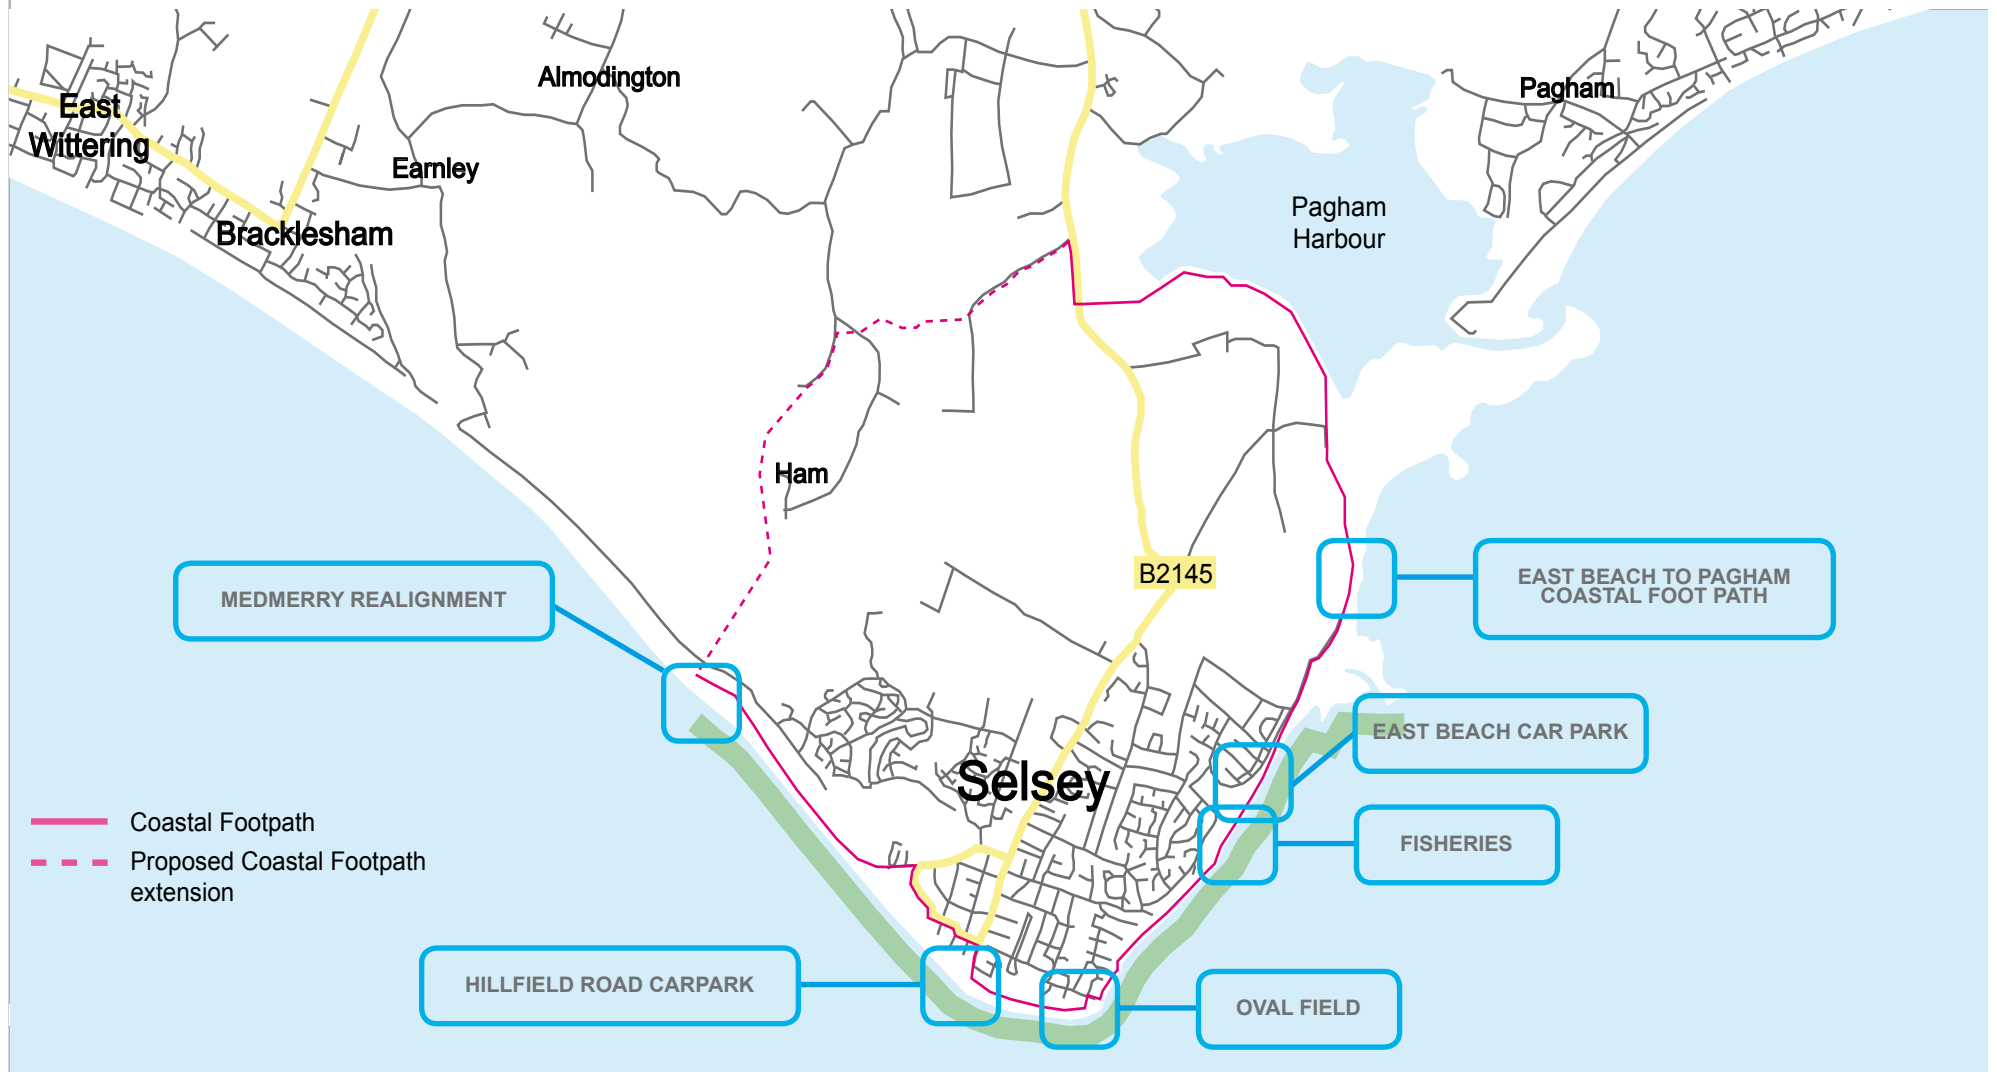 Almodington
Pagham
East
Wittering
Earnley
Bracklesham
Pagham
Harbour
Ham
B2145
MEDMERRY REALIGNMENT
EAST BEACH TO PAGHAM
COASTAL FOOT PATH
EAST BEACH CAR PARK
Selsey
Coastal Footpath
Proposed Coastal Footpath
extension
FISHERIES
HILLFIELD ROAD CARPARK
OVAL FIELD